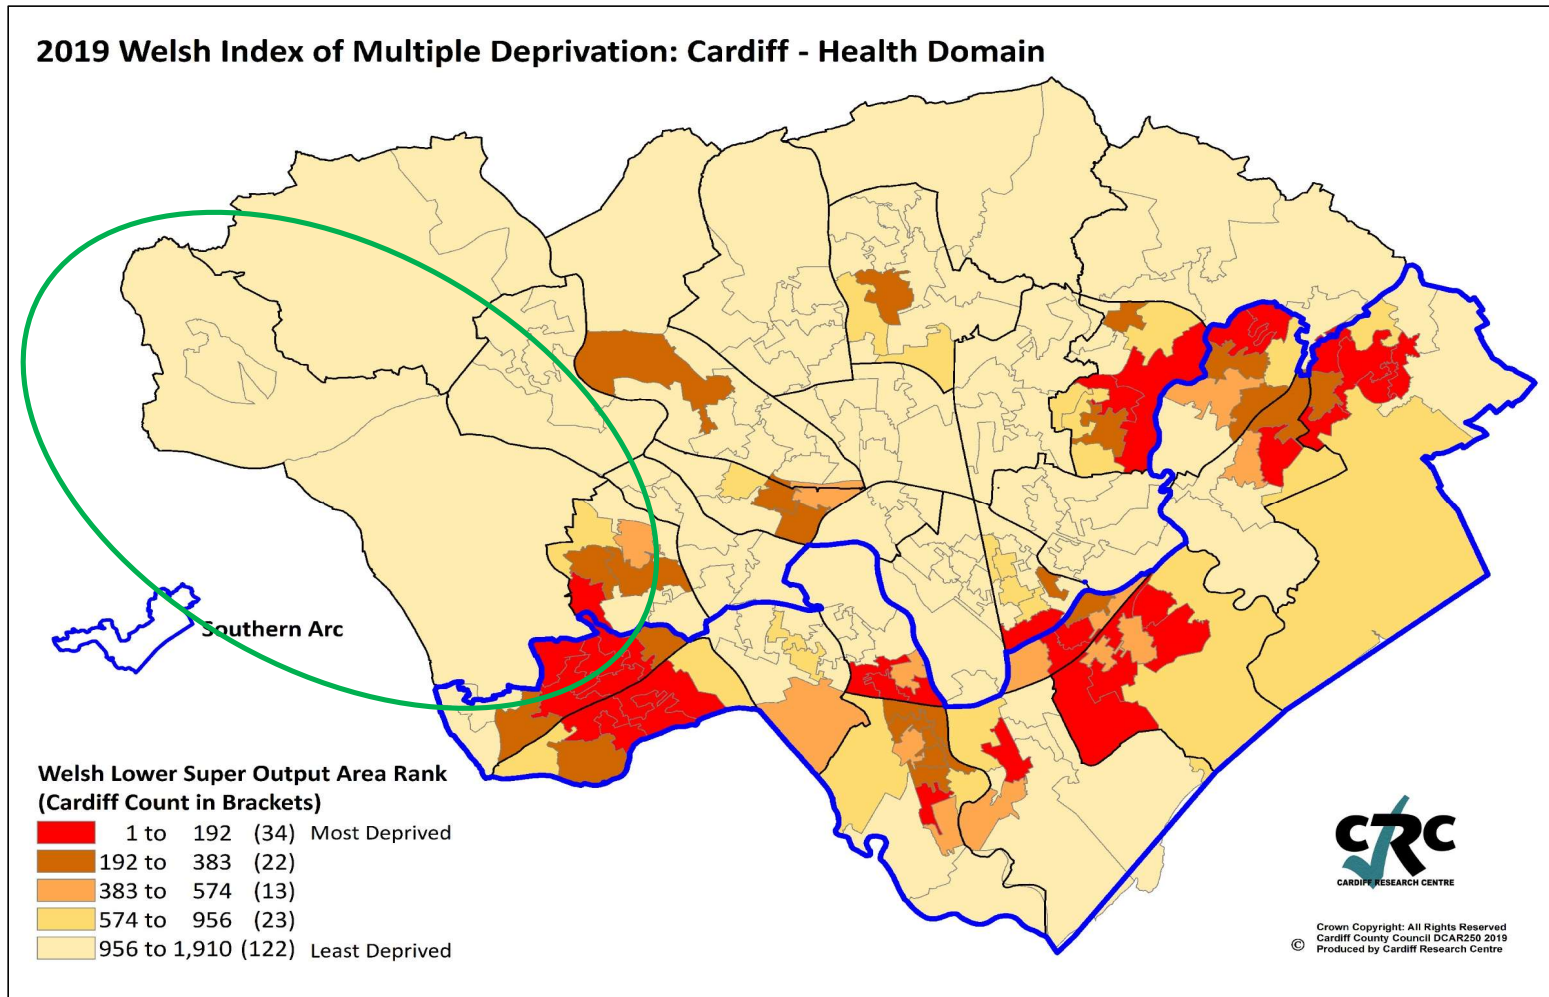 2019 Welsh Index of Multiple Deprivation: Cardiff - Health Domain
Southern Arc
Welsh Lower Super Output Area Rank
(Cardiff Count in Brackets)
1 to 192 (34) Most Deprived
192 to 383 (22)
383 to 574 (13)
574 to 956 (23)
956 to 1,910 (122) Least Deprived
CRC
CARDIFF RESEARCH CENTRE
Crown Copyright: All Rights Reserved
Cardiff County Council DCAR250 2019
© Produced by Cardiff Research Centre